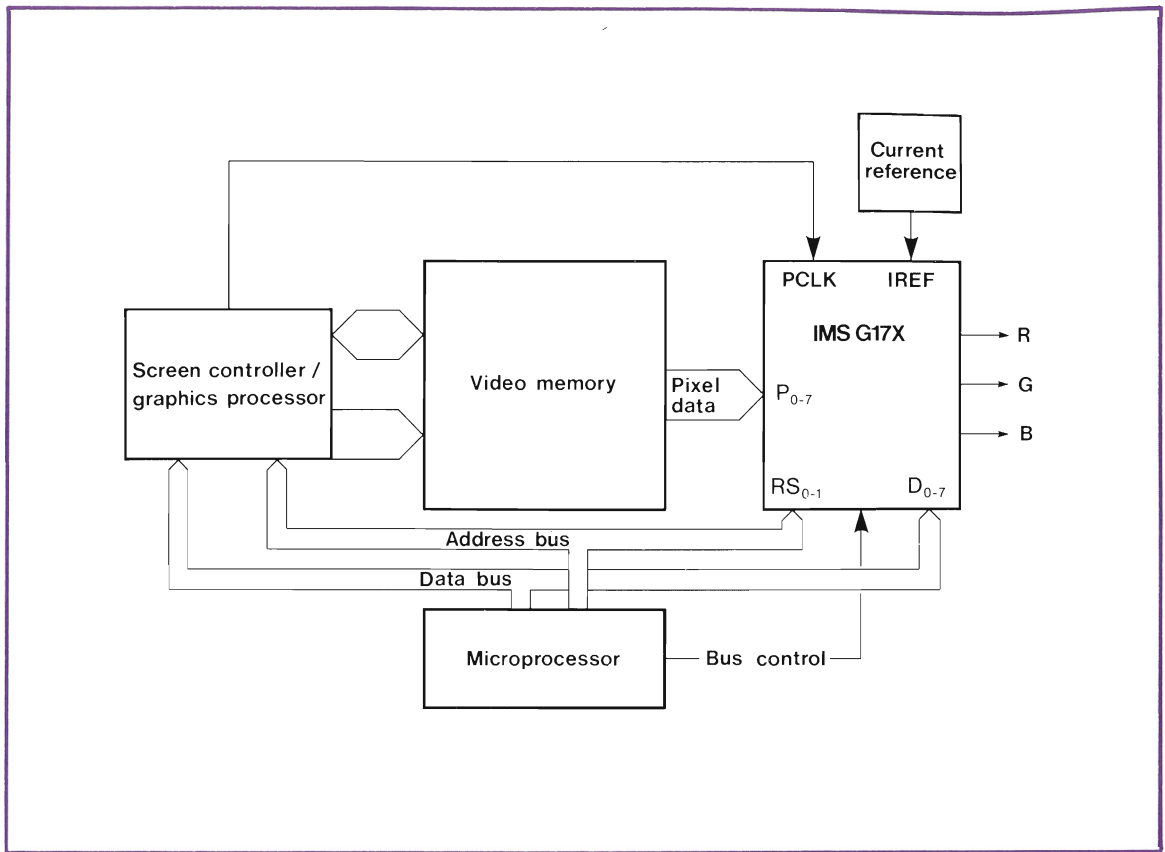 Current
reference
PCLK
IREF
IMS G17X
R
Screen controller /
graphics processor
Video memory
Pixel
data
P0-7
G
B
RS0-1
D0-7
Address bus
Data bus
Microprocessor
Bus control